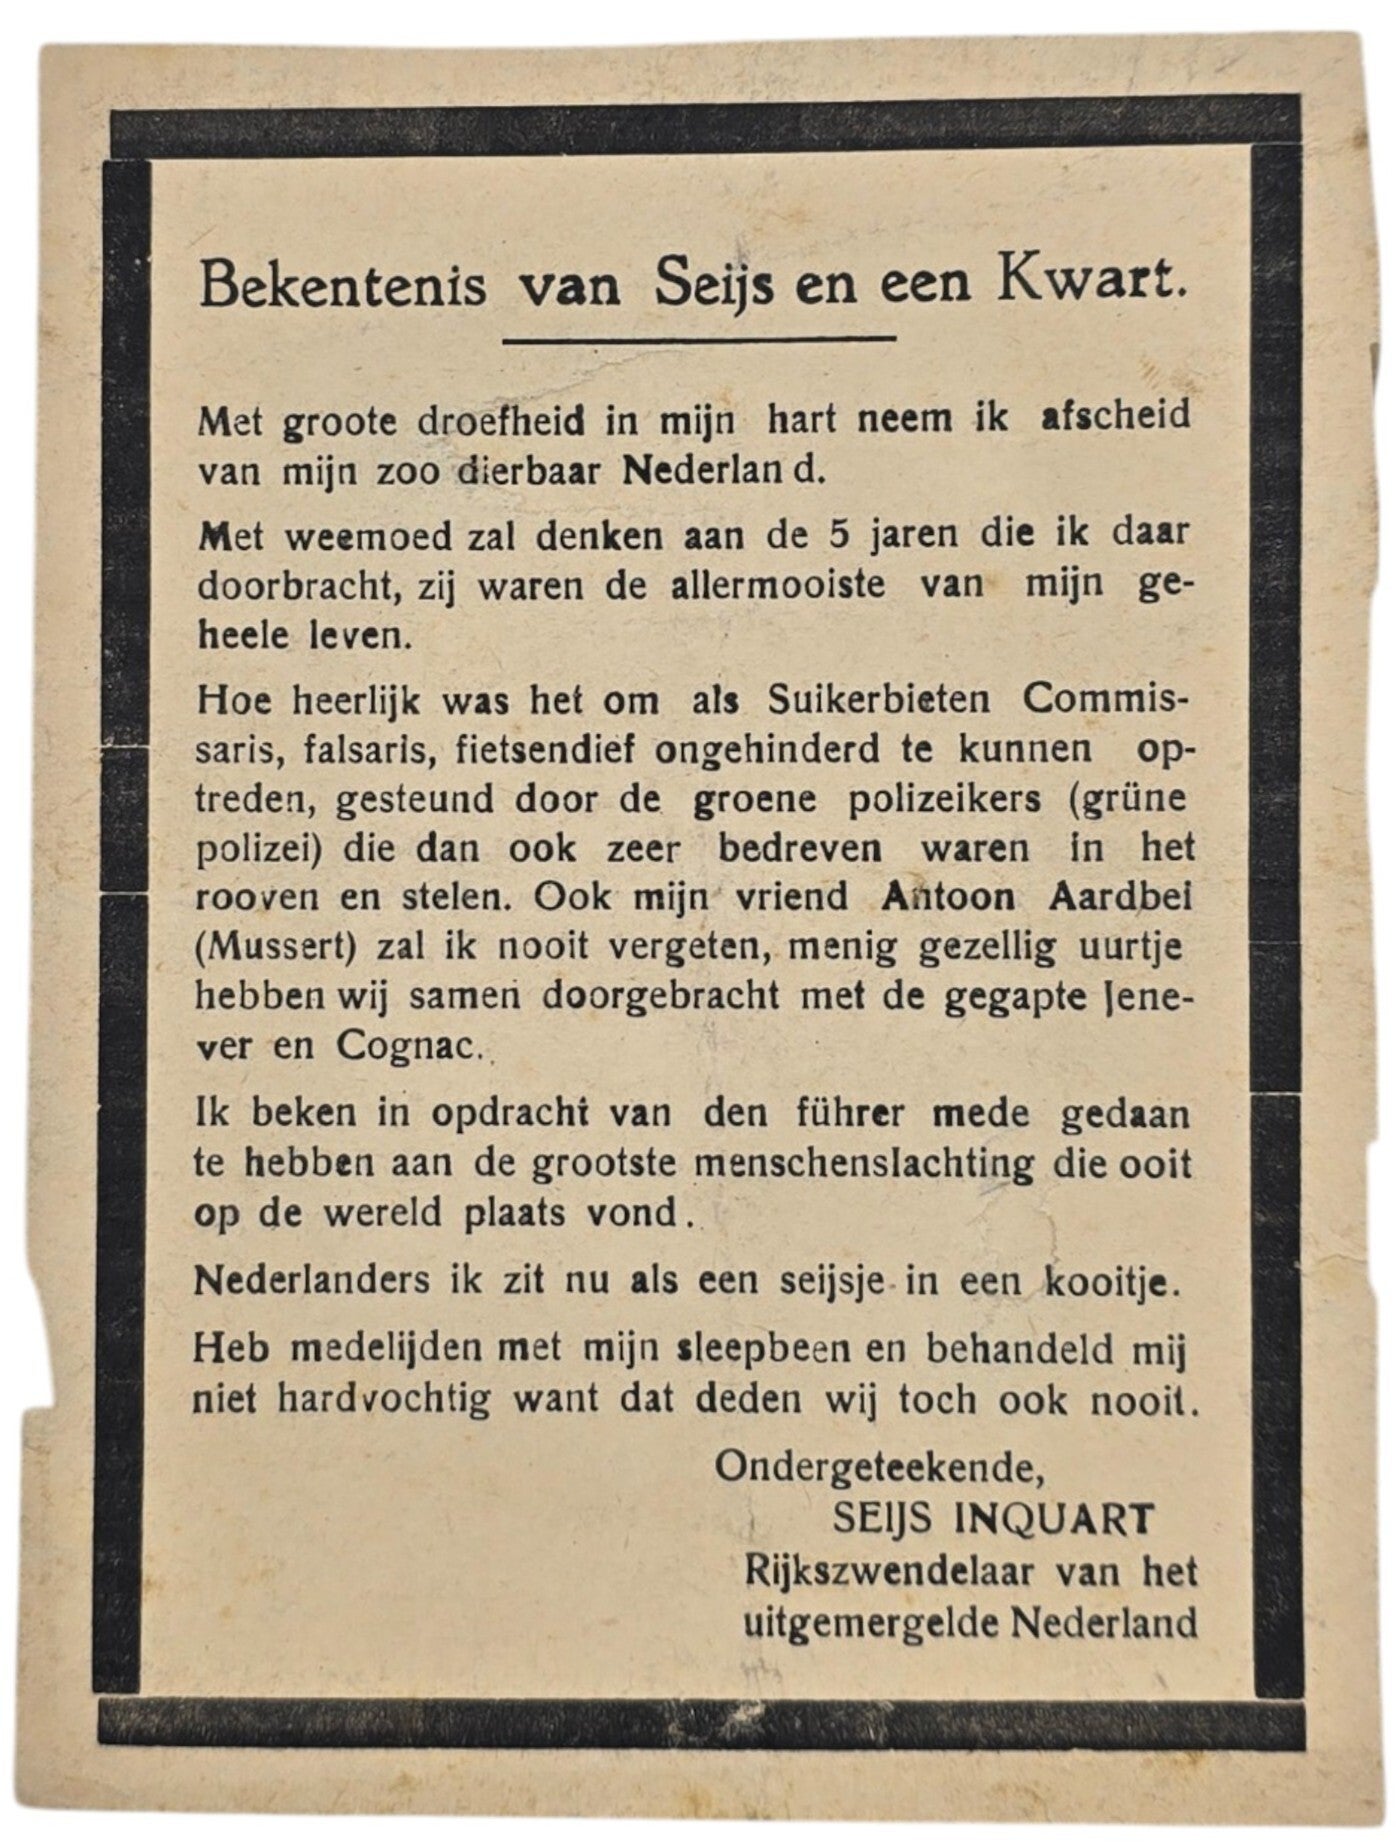 Bekentenis van Seijs en een Kwart.
Met groote droefheid in mijn hart neem ik afscheid
van mijn zoo dierbaar Nederlan d.
Met weemoed zal denken aan de 5 jaren die ik daar
doorbracht, zij waren de allermooiste van mijn ge-
heele leven.
Hoe heerlijk was het om als Suikerbieten Commis-
saris, falsaris, fietsendief ongehinderd te kunnen op-
treden, gesteund door de groene polizeikers (grüne
polizei) die dan ook zeer bedreven waren in het
rooven en stelen. Ook mijn vriend Antoon Aardbei
(Mussert) zal ik nooit vergeten, menig gezellig uurtje
hebben wij samen doorgebracht met de gegapte Jene-
ver en Cognac.
Ik beken in opdracht van den führer mede gedaan
te hebben aan de grootste menschenslachting die ooit
op de wereld plaats vond.
Nederlanders ik zit nu als een seijsje in een kooitje.
Heb medelijden met mijn sleepbeen en behandeld mij
niet hardvochtig want dat deden wij toch ook nooit.
Ondergeteekende,
SEIJS INQUART
Rijkszwendelaar van het
uitgemergelde Nederland